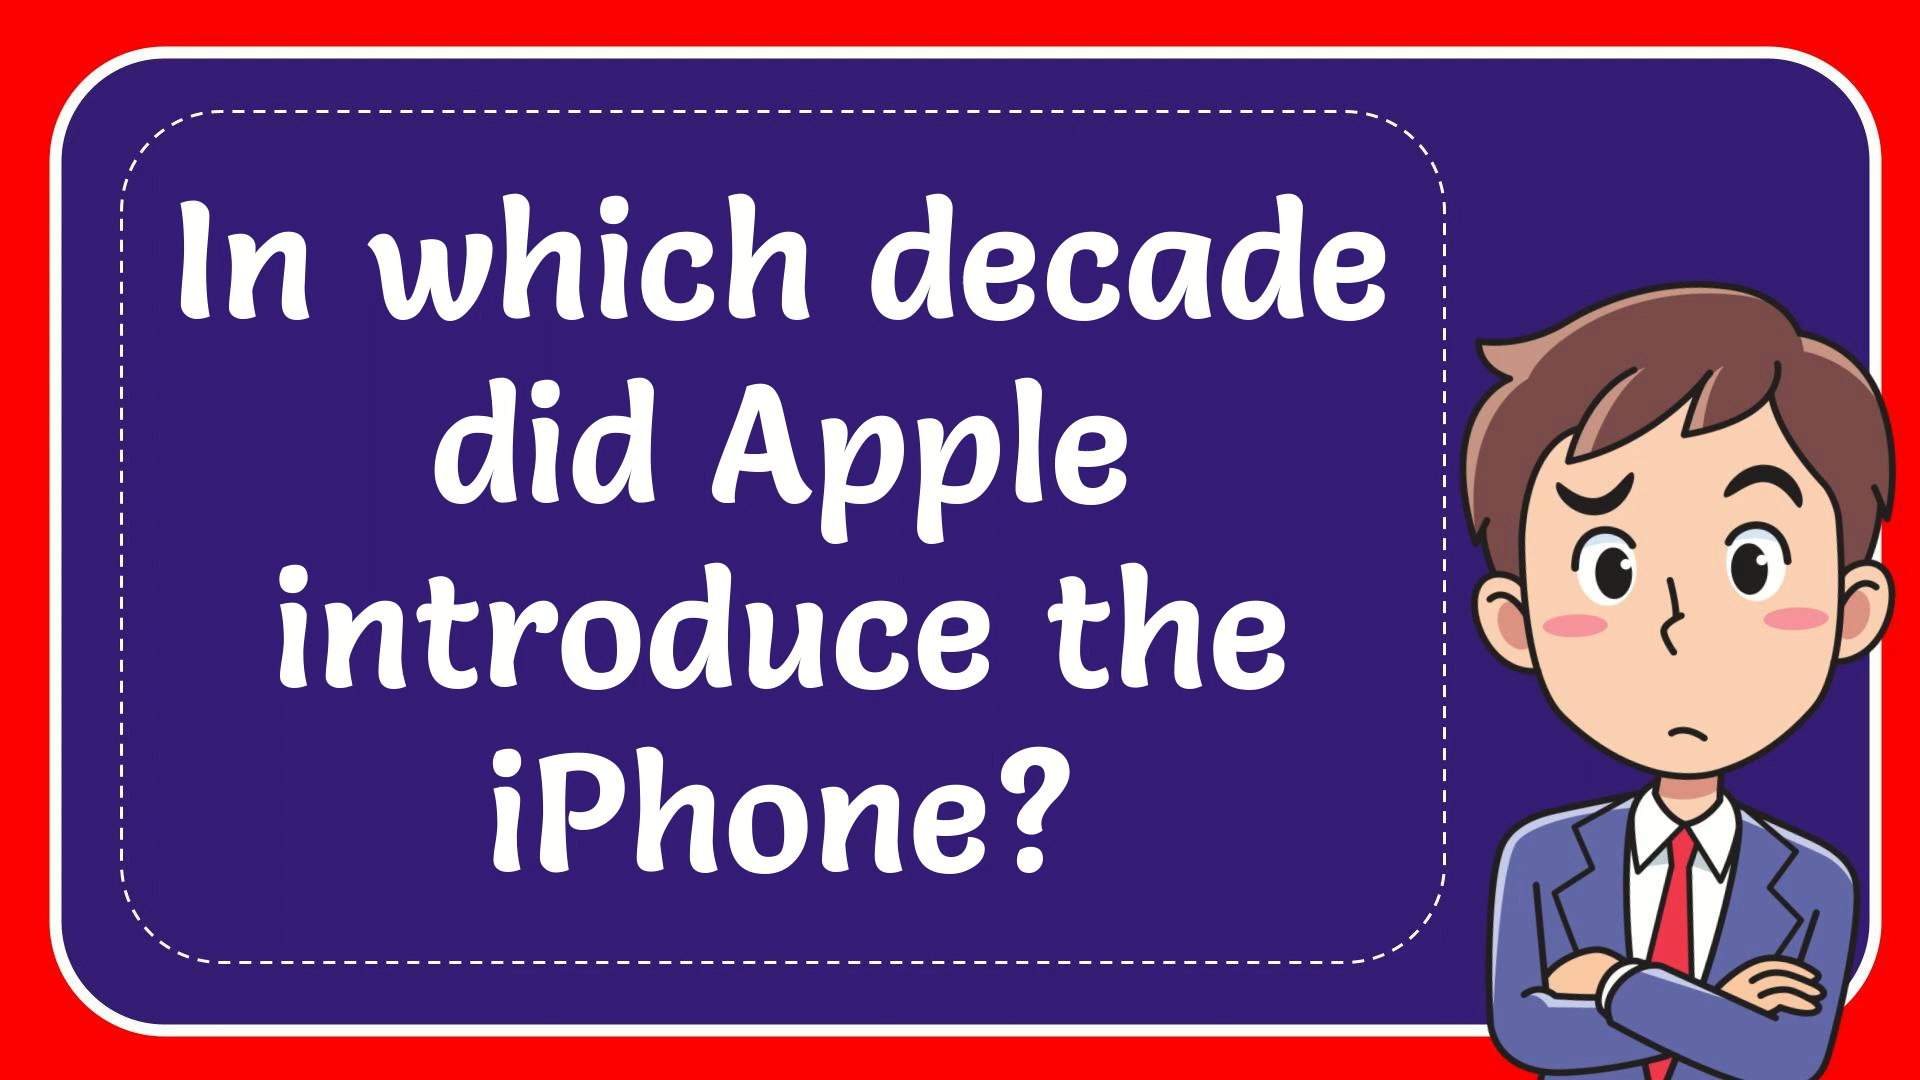 In which decade
did Apple
introduce the
iPhone?